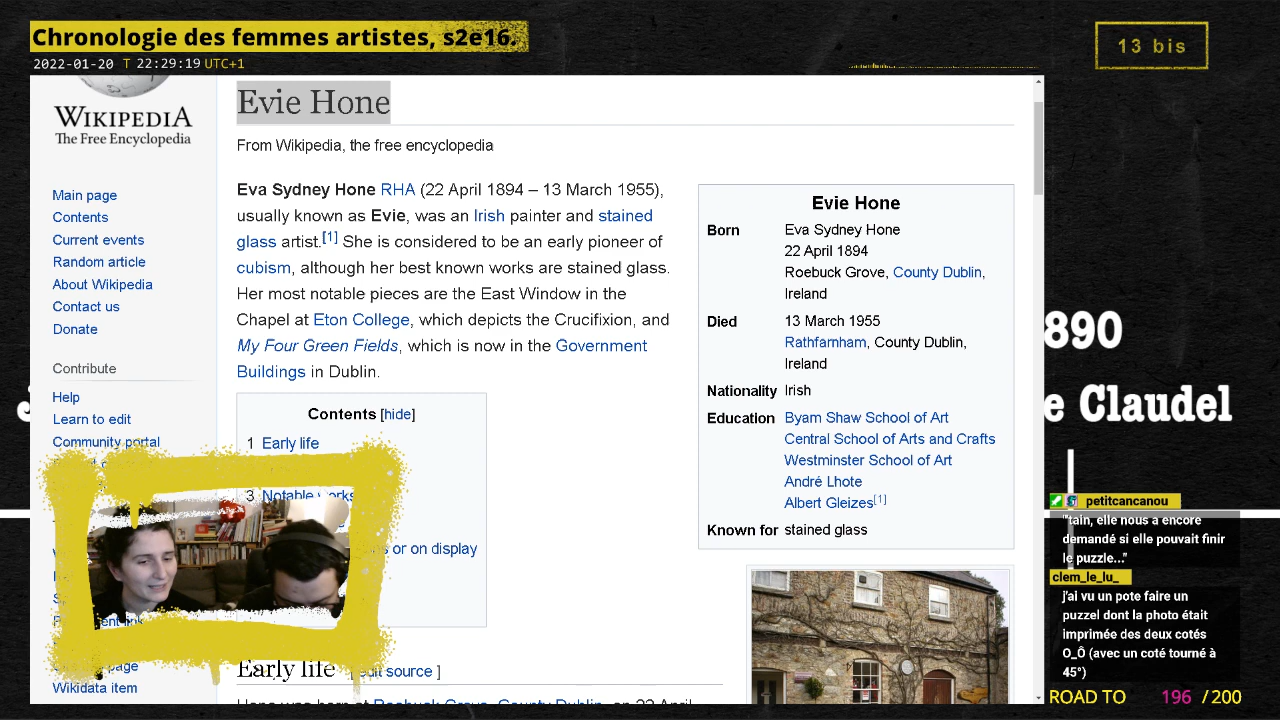 Chronologie des femmes artistes, s2e16.
2022-01-20 T 22:29:19 UTC+1
13 bis
WIKIPEDIA
The Free Encyclopedia
Main page
Contents
Current events
Random article
About Wikipedia
Contact us
Donate
Contribute
Help
Learn to edit
Community portal
Wikidata item
Evie Hone
From Wikipedia, the free encyclopedia
Eva Sydney Hone RHA (22 April 1894 – 13 March 1955),
usually known as Evie, was an Irish painter and stained
glass artist.[1] She is considered to be an early pioneer of
cubism, although her best known works are stained glass.
Her most notable pieces are the East Window in the
Chapel at Eton College, which depicts the Crucifixion, and
My Four Green Fields, which is now in the Government
Buildings in Dublin.
Contents [hide]
1 Early life
3 Notable works
or on display
Early life
source ]
Evie Hone
Born Eva Sydney Hone
22 April 1894
Roebuck Grove, County Dublin,
Ireland
Died 13 March 1955
Rathfarnham, County Dublin,
Ireland
Nationality Irish
Education Byam Shaw School of Art
Central School of Arts and Crafts
Westminster School of Art
André Lhote
Albert Gleizes[1]
Known for stained glass
890
e Claudel
petitcancanou
"'tain, elle nous a encore
demandé si elle pouvait finir
le puzzle..."
clem_le_lu_
j'ai vu un pote faire un
puzzel dont la photo était
imprimée des deux cotés
O_Ô (avec un coté tourné à
45°)
ROAD TO 196 / 200